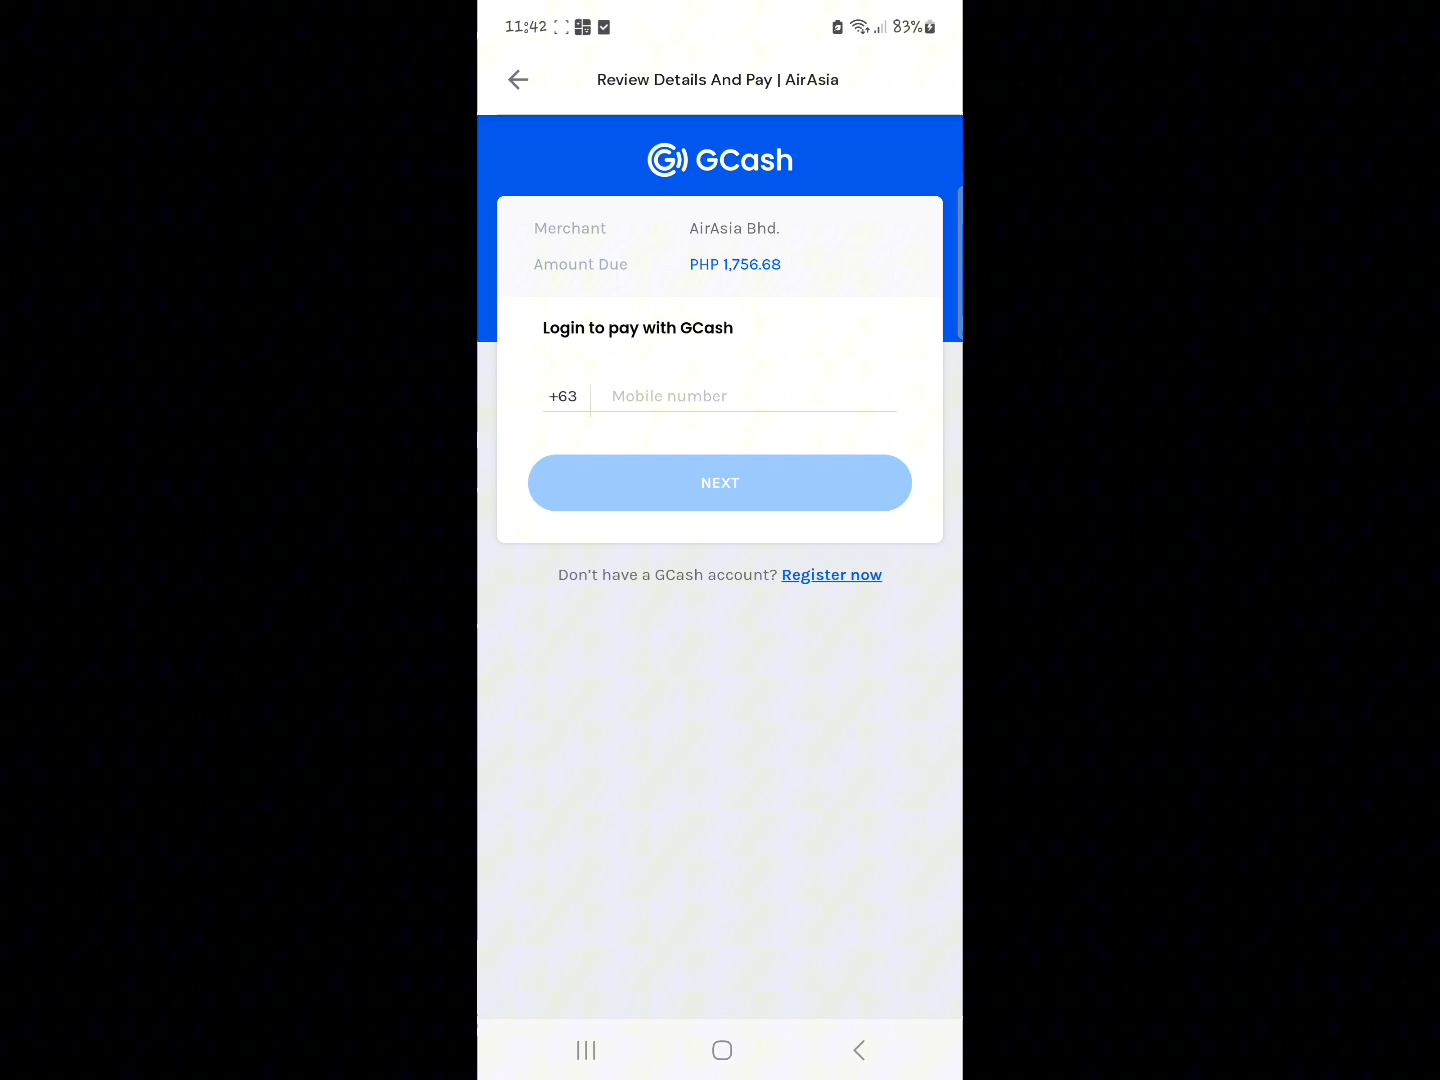 11:42 83%
Review Details And Pay | AirAsia
GCash
Merchant AirAsia Bhd.
Amount Due PHP 1,756.68
Login to pay with GCash
+63 Mobile number
NEXT
Don't have a GCash account? Register now